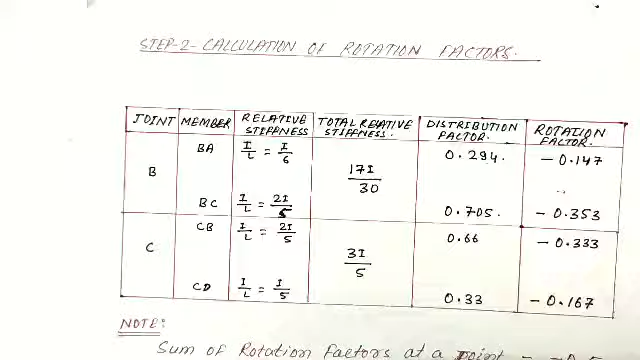 STEP-2- CALCULATION OF ROTATION FACTORS.
JOINT MEMBER RELATIVE STIFFNESS TOTAL RELATIVE STIFFNESS. DISTRIBUTION FACTOR. ROTATION FACTOR.
B BA I/L = I/6 17I/30 0.294. -0.147
BC I/L = 2I/5 0.705. -0.353
C CB I/L = 2I/5 3I/5 0.66 -0.333
CD I/L = I/5 0.33 -0.167
NOTE:
Sum of Rotation Factors at a Joint